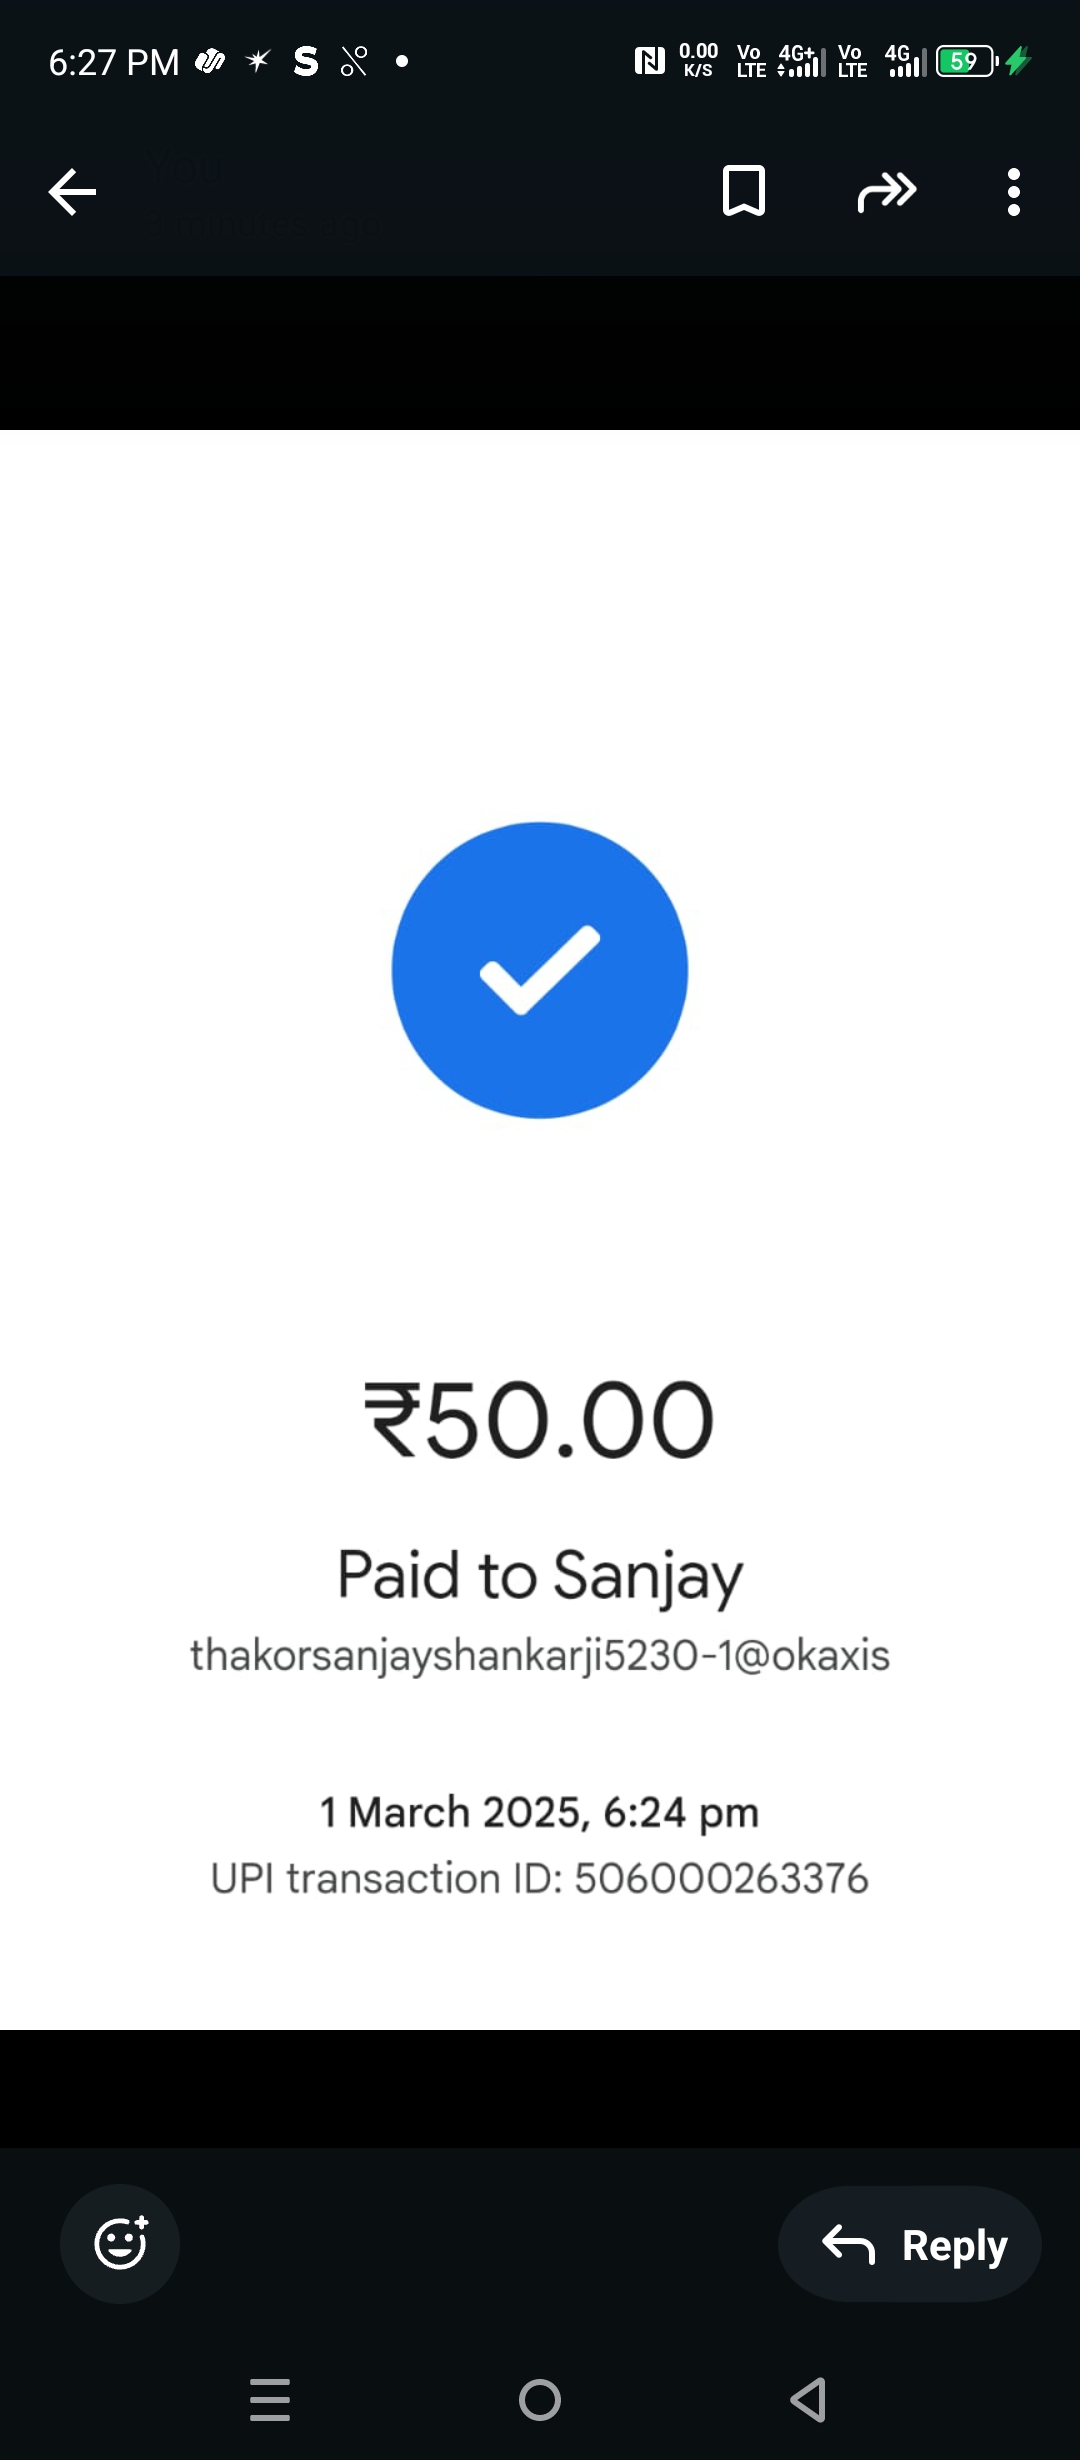 6:27 PM S 0.00 K/S Vo LTE 4G+ Vo LTE 4G 59
You
₹50.00
Paid to Sanjay
thakorsanjayshankarji5230-1@okaxis
1 March 2025, 6:24 pm
UPI transaction ID: 506000263376
Reply